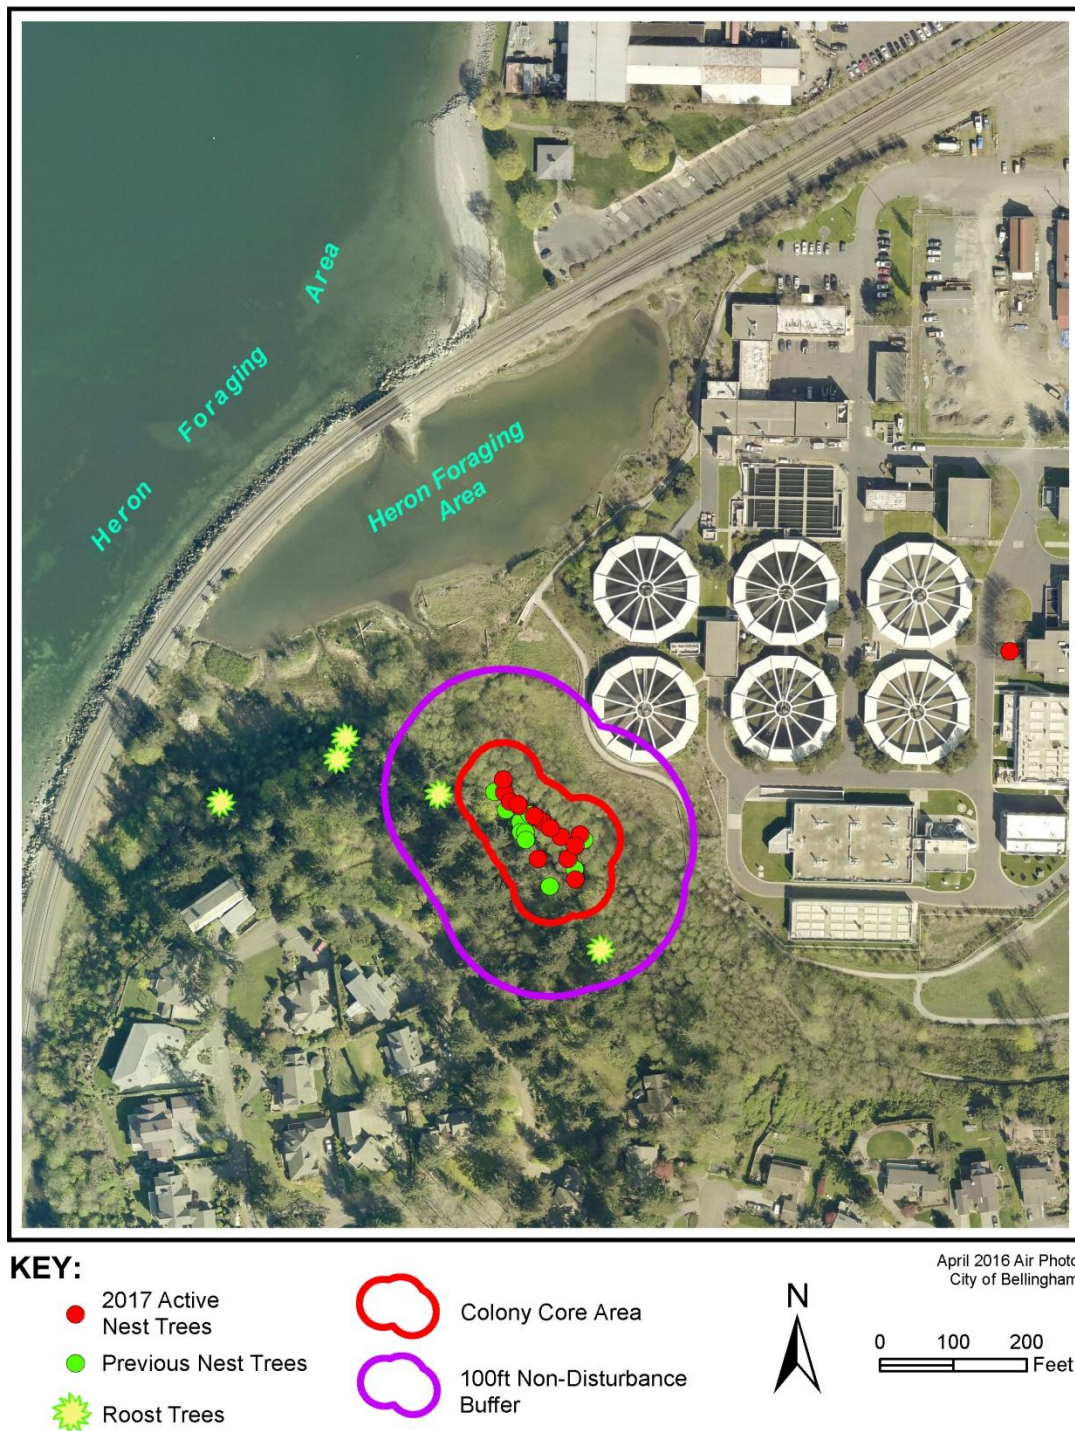 Heron Foraging Area
Heron Foraging
Area
KEY:
2017 Active
Nest Trees
Previous Nest Trees
Roost Trees
Colony Core Area
100ft Non-Disturbance
Buffer
April 2016 Air Photo
City of Bellingham
N
0 100 200
Feet